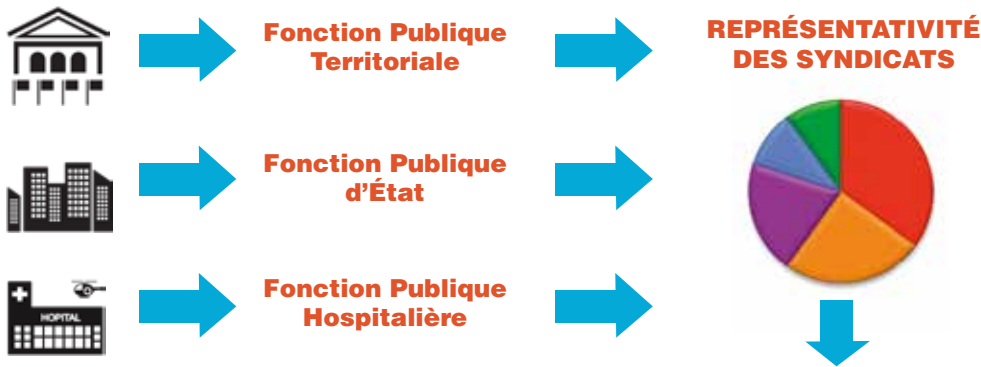 Fonction Publique
Territoriale
REPRÉSENTATIVITÉ
DES SYNDICATS
Fonction Publique
d’État
Fonction Publique
Hospitalière
HOPITAL